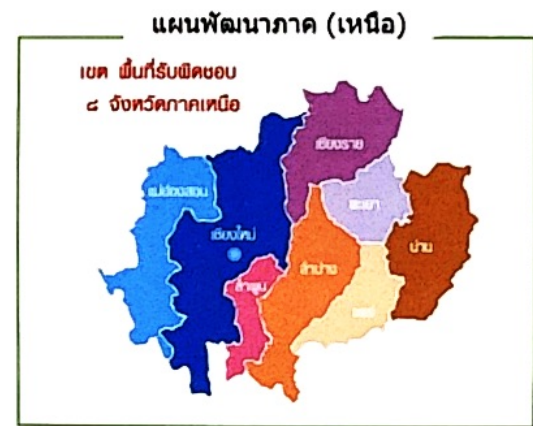 แผนพัฒนาภาค (เหนือ)
เขต พื้นที่รับผิดชอบ
๘ จังหวัดภาคเหนือ
เชียงราย
แม่ฮ่องสอน
พะเยา
เชียงใหม่
น่าน
ลำปาง
ลำพูน
แพร่